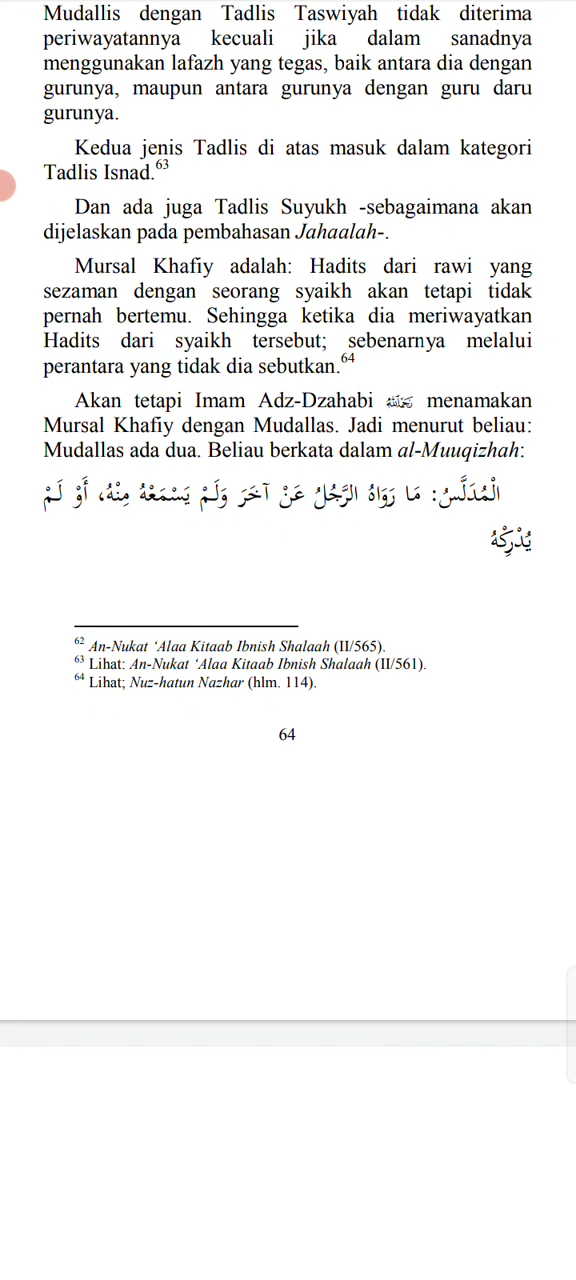 Mudallis dengan Tadlis Taswiyah tidak diterima
periwayatannya kecuali jika dalam sanadnya
menggunakan lafazh yang tegas, baik antara dia dengan
gurunya, maupun antara gurunya dengan guru daru
gurunya.
Kedua jenis Tadlis di atas masuk dalam kategori
Tadlis Isnad.63
Dan ada juga Tadlis Suyukh -sebagaimana akan
dijelaskan pada pembahasan Jahaalah-.
Mursal Khafiy adalah: Hadits dari rawi yang
sezaman dengan seorang syaikh akan tetapi tidak
pernah bertemu. Sehingga ketika dia meriwayatkan
Hadits dari syaikh tersebut; sebenarnya melalui
perantara yang tidak dia sebutkan.64
Akan tetapi Imam Adz-Dzahabi رحمه الله menamakan
Mursal Khafiy dengan Mudallas. Jadi menurut beliau:
Mudallas ada dua. Beliau berkata dalam al-Muuqizhah:
الْمُدَلَّسُ: مَا رَوَاهُ الرَّجُلُ عَنْ آخَرَ وَلَمْ يَسْمَعْهُ مِنْهُ، أَوْ لَمْ
يُدْرِكْهُ
62 An-Nukat ‘Alaa Kitaab Ibnish Shalaah (II/565).
63 Lihat: An-Nukat ‘Alaa Kitaab Ibnish Shalaah (II/561).
64 Lihat; Nuz-hatun Nazhar (hlm. 114).
64